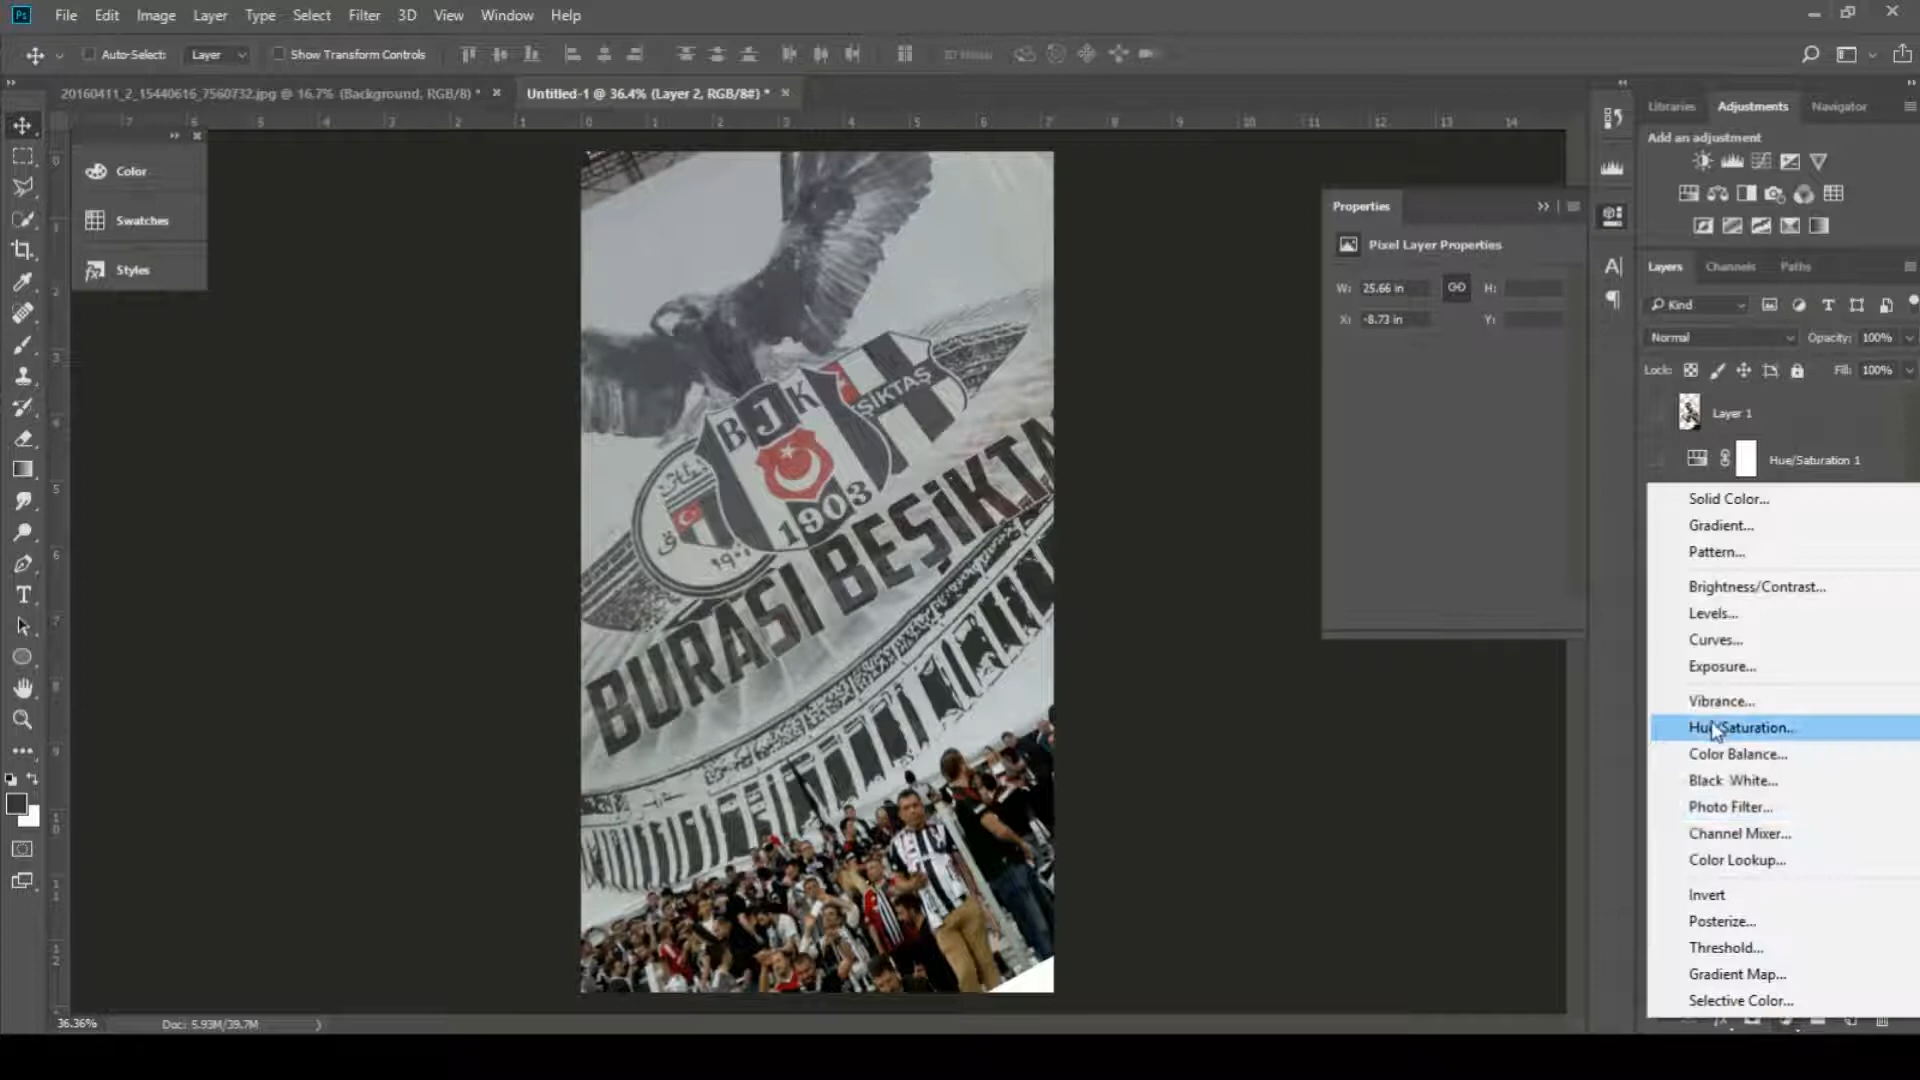 Ps File Edit Image Layer Type Select Filter 3D View Window Help
Auto-Select: Layer Show Transform Controls
20160411_2_15440616_7560732.jpg @ 16.7% (Background, RGB/8) * Untitled-1 @ 36.4% (Layer 2, RGB/8#) *
Color
Swatches
Styles
BJK
ŞIKTAŞ
1903
BURASI BEŞİKTA
Properties
Pixel Layer Properties
W: 25.66 in H:
X: -8.73 in Y:
Libraries Adjustments Navigator
Add an adjustment
Layers Channels Paths
Kind
Normal Opacity: 100%
Lock: Fill: 100%
Layer 1
Hue/Saturation 1
Solid Color...
Gradient...
Pattern...
Brightness/Contrast...
Levels...
Curves...
Exposure...
Vibrance...
Hue/Saturation...
Color Balance...
Black White...
Photo Filter...
Channel Mixer...
Color Lookup...
Invert
Posterize...
Threshold...
Gradient Map...
Selective Color...
36.36% Doc: 5.93M/39.7M